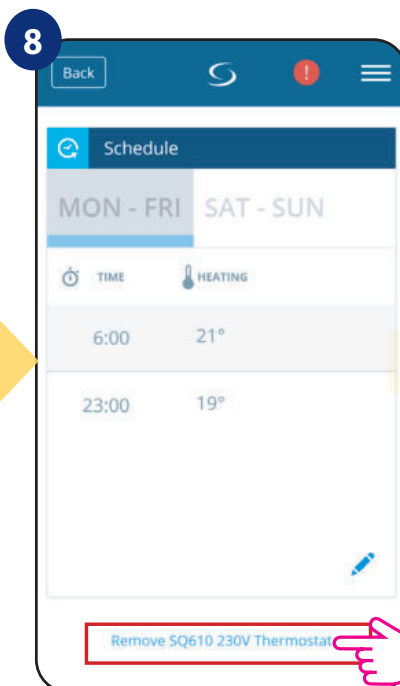 8
Back
!
Schedule
MON - FRI SAT - SUN
TIME HEATING
6:00 21°
23:00 19°
Remove SQ610 230V Thermostat